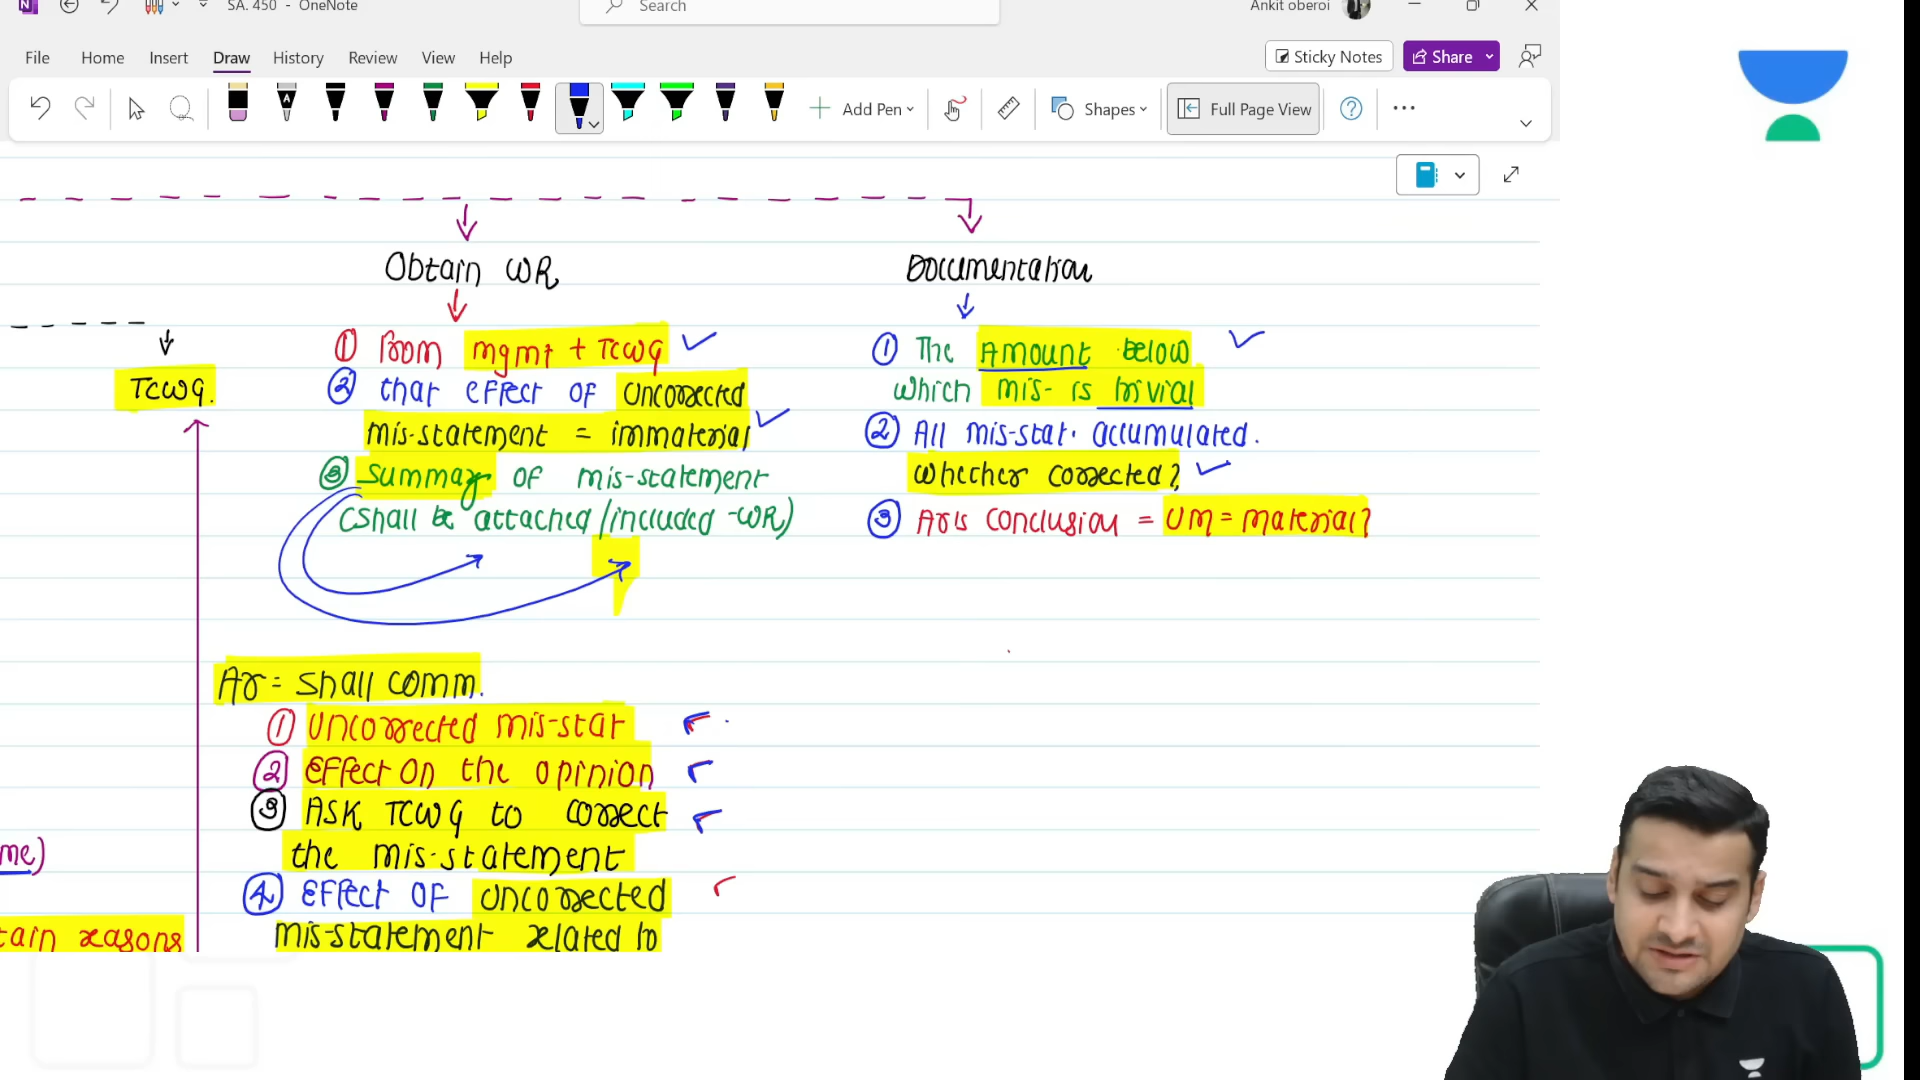 SA. 450 - OneNote
Search
Ankit oberoi
File Home Insert Draw History Review View Help
Sticky Notes
Share
Add Pen
Shapes
Full Page View
Obtain WR
Documentation
① From mgmt + TCWG
② that effect of Uncorrected
mis-statement = immaterial
③ Summary of mis-statement
(shall be attached/included -WR)
① The Amount below
which mis- is trivial
② All mis-stat. accumulated.
Whether corrected?
③ Ar's Conclusion = UM = material?
TCWG.
Ar = Shall comm.
① Uncorrected mis-stat
② Effect on the opinion
③ ASK TCWG to correct
the mis-statement
④ Effect of uncorrected
mis-statement related to
me)
tain reasons